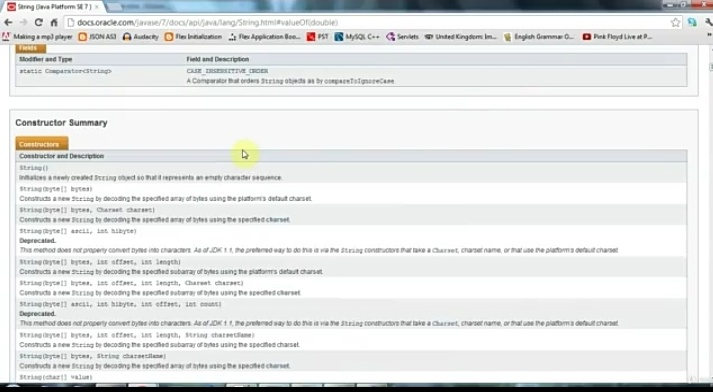 String (Java Platform SE 7)
docs.oracle.com/javase/7/docs/api/java/lang/String.html#valueOf(double)
Making a mp3 player JSON AS3 Audacity Flex Initialization Flex Application Boo... PST MySQL C++ Servlets United Kingdom: Im... English Grammar O... Pink Floyd Live at P...
Fields
Modifier and Type Field and Description
static Comparator<String> CASE_INSENSITIVE_ORDER
A Comparator that orders String objects as by compareToIgnoreCase.
Constructor Summary
Constructors
Constructor and Description
String()
Initializes a newly created String object so that it represents an empty character sequence.
String(byte[] bytes)
Constructs a new String by decoding the specified array of bytes using the platform's default charset.
String(byte[] bytes, Charset charset)
Constructs a new String by decoding the specified array of bytes using the specified charset.
String(byte[] ascii, int hibyte)
Deprecated.
This method does not properly convert bytes into characters. As of JDK 1.1, the preferred way to do this is via the String constructors that take a Charset, charset name, or that use the platform's default charset.
String(byte[] bytes, int offset, int length)
Constructs a new String by decoding the specified subarray of bytes using the platform's default charset.
String(byte[] bytes, int offset, int length, Charset charset)
Constructs a new String by decoding the specified subarray of bytes using the specified charset.
String(byte[] ascii, int hibyte, int offset, int count)
Deprecated.
This method does not properly convert bytes into characters. As of JDK 1.1, the preferred way to do this is via the String constructors that take a Charset, charset name, or that use the platform's default charset.
String(byte[] bytes, int offset, int length, String charsetName)
Constructs a new String by decoding the specified subarray of bytes using the specified charset.
String(byte[] bytes, String charsetName)
Constructs a new String by decoding the specified array of bytes using the specified charset.
String(char[] value)